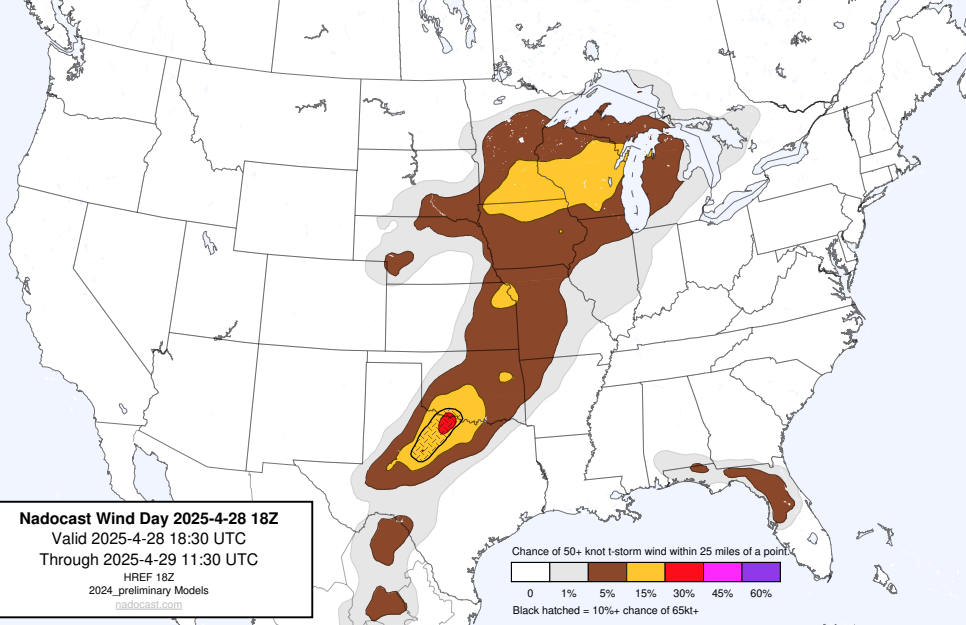 Nadocast Wind Day 2025-4-28 18Z
Valid 2025-4-28 18:30 UTC
Through 2025-4-29 11:30 UTC
HREF 18Z
2024_preliminary Models
nadocast.com
Chance of 50+ knot t-storm wind within 25 miles of a point.
0 1% 5% 15% 30% 45% 60%
Black hatched = 10%+ chance of 65kt+